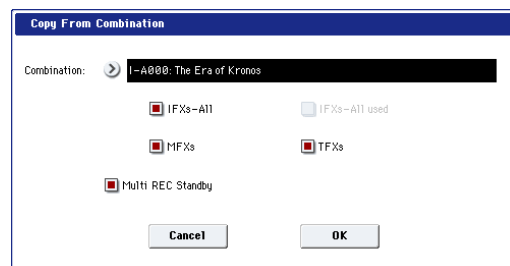 Copy From Combination
Combination: I-A000: The Era of Kronos
IFXs-All IFXs-All used
MFXs TFXs
Multi REC Standby
Cancel OK